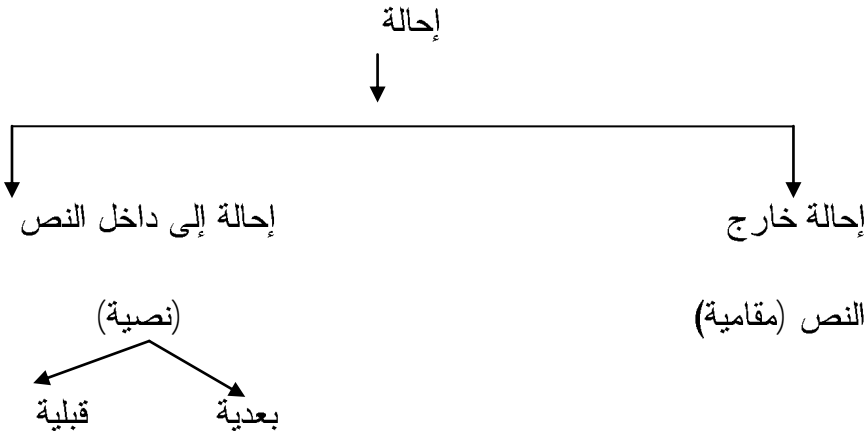 إحالة
إحالة خارج
إحالة إلى داخل النص
النص (مقامية)
(نصية)
بعدية
قبلية